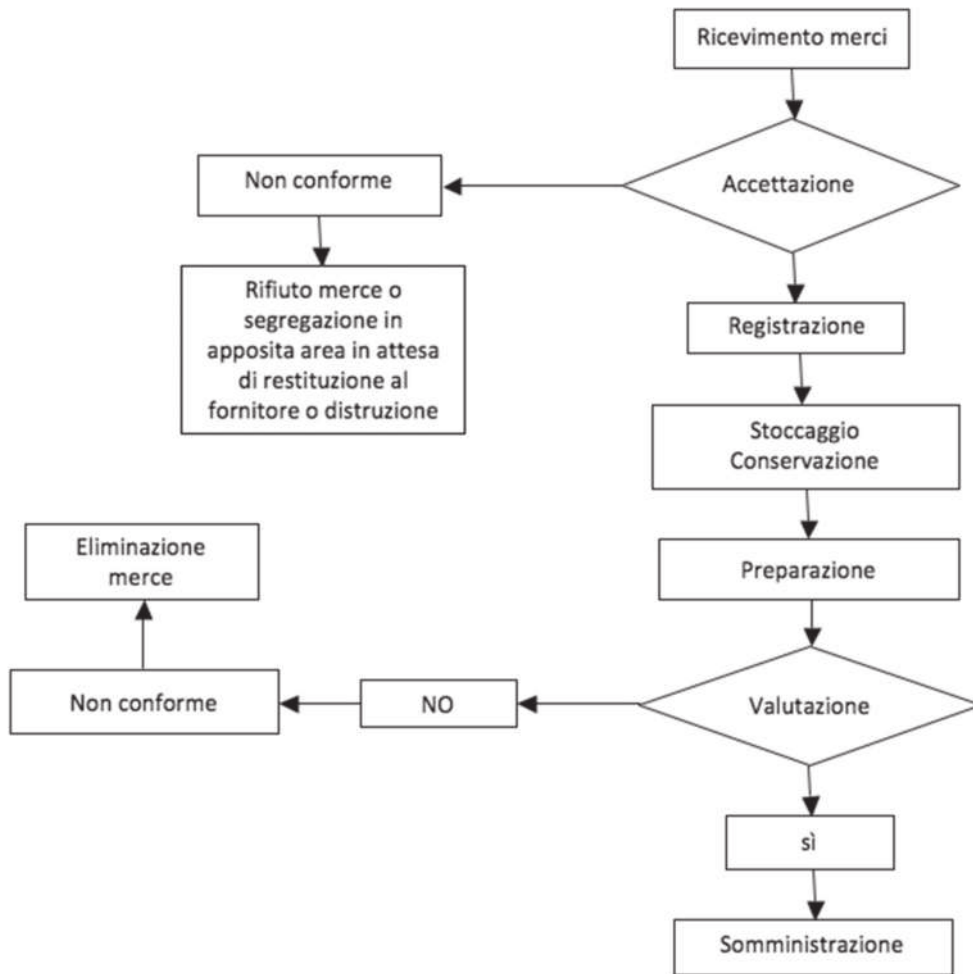 Ricevimento merci
Accettazione
Non conforme
Rifiuto merce o
segregazione in
apposita area in attesa
di restituzione al
fornitore o distruzione
Registrazione
Stoccaggio
Conservazione
Preparazione
Valutazione
NO
Non conforme
Eliminazione
merce
sì
Somministrazione